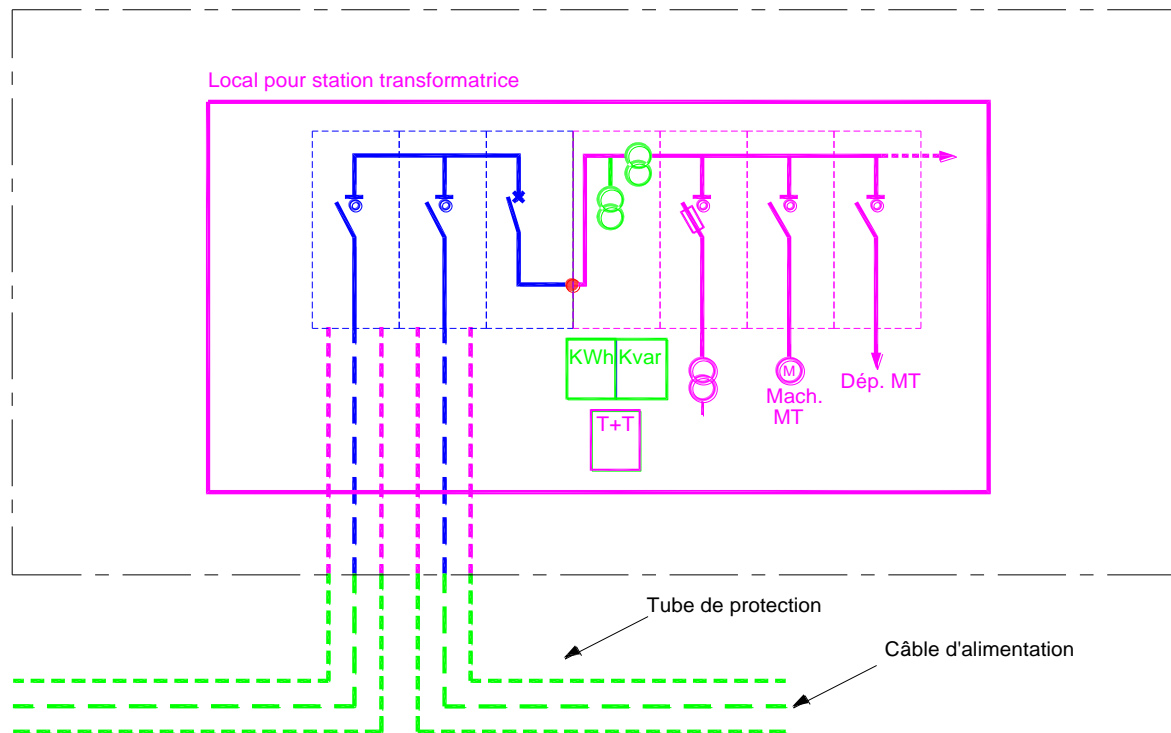 Local pour station transformatrice
KWh Kvar
T+T
M
Mach.
MT
Dép. MT
Tube de protection
Câble d'alimentation